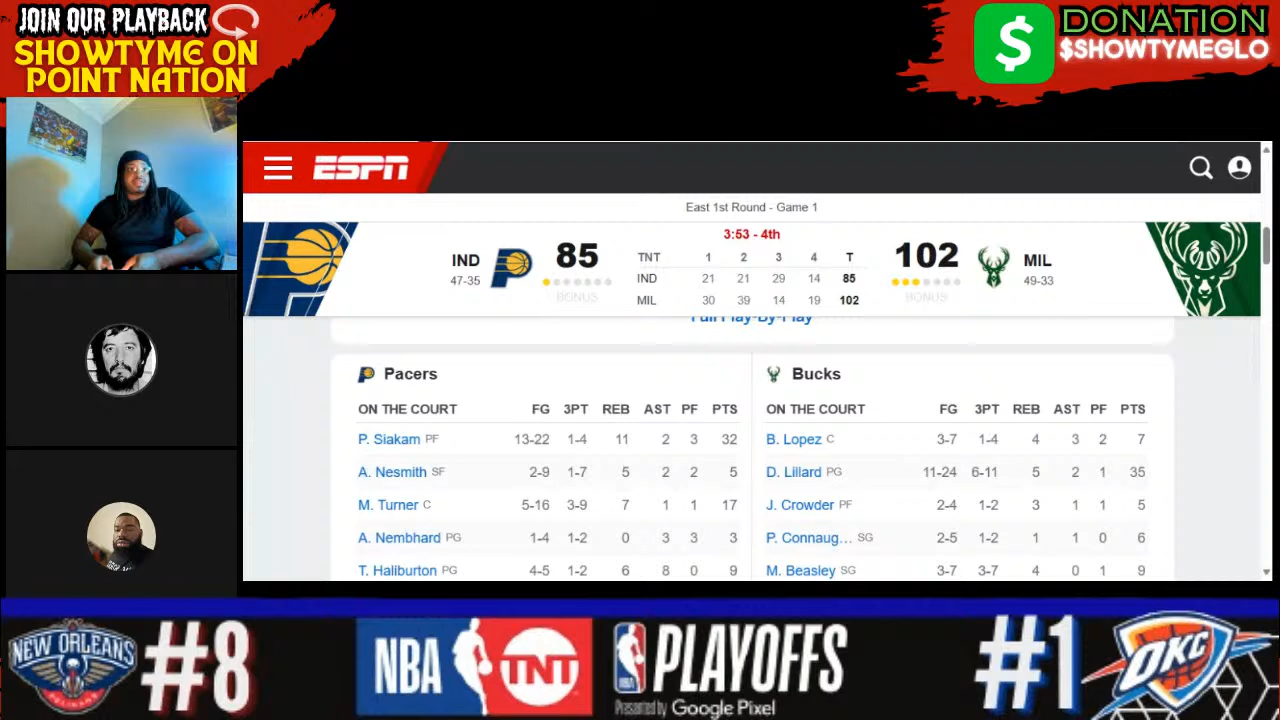 JOIN OUR PLAYBACK
SHOWTYME ON
POINT NATION
DONATION
$SHOWTYMEGLO
ESPN
East 1st Round - Game 1
3:53 - 4th
IND 85 TNT 1 2 3 4 T 102 MIL
47-35 IND 21 21 29 14 85 49-33
BONUS MIL 30 39 14 19 102 BONUS
Full Play-By-Play
Pacers
ON THE COURT FG 3PT REB AST PF PTS
P. Siakam PF 13-22 1-4 11 2 3 32
A. Nesmith SF 2-9 1-7 5 2 2 5
M. Turner C 5-16 3-9 7 1 1 17
A. Nembhard PG 1-4 1-2 0 3 3 3
T. Haliburton PG 4-5 1-2 6 8 0 9
Bucks
ON THE COURT FG 3PT REB AST PF PTS
B. Lopez C 3-7 1-4 4 3 2 7
D. Lillard PG 11-24 6-11 5 2 1 35
J. Crowder PF 2-4 1-2 3 1 1 5
P. Connaug... SG 2-5 1-2 1 1 0 6
M. Beasley SG 3-7 3-7 4 0 1 9
NEW ORLEANS
PELICANS
#8
NBA TNT
NBA PLAYOFFS
Presented by Google Pixel
#1
OKC